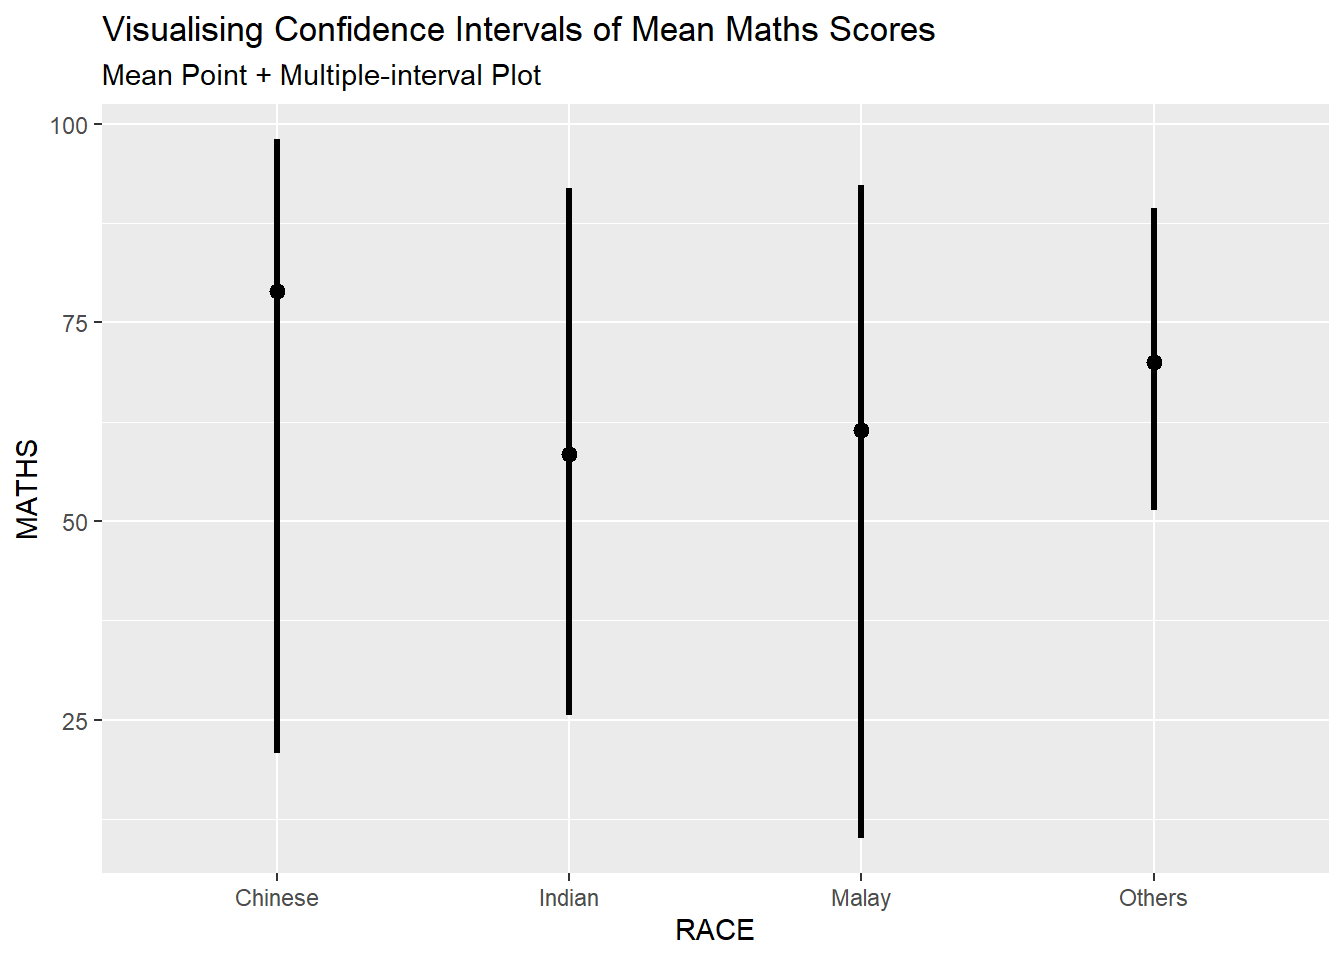 Visualising Confidence Intervals of Mean Maths Scores
Mean Point + Multiple-interval Plot
100
75
50
25
MATHS
Chinese Indian Malay Others
RACE